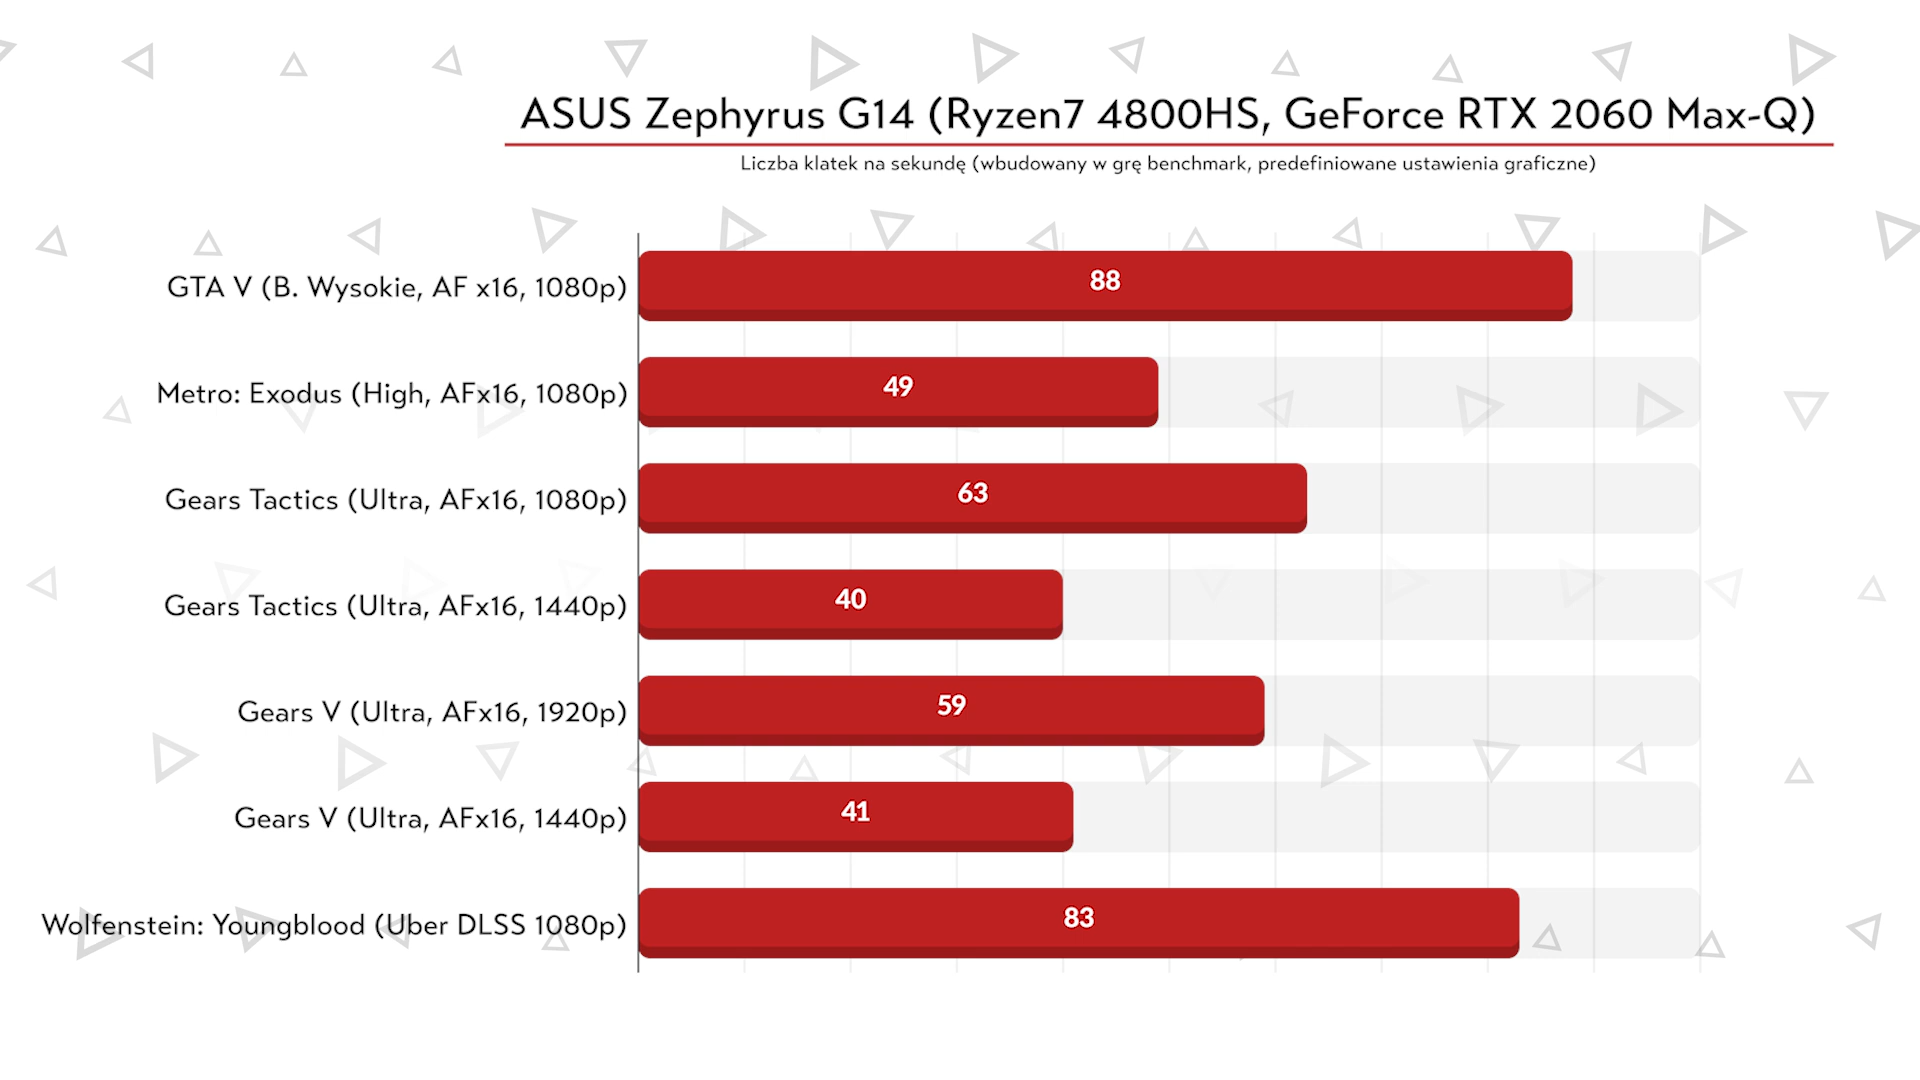 ASUS Zephyrus G14 (Ryzen7 4800HS, GeForce RTX 2060 Max-Q)
Liczba klatek na sekundę (wbudowany w grę benchmark, predefiniowane ustawienia graficzne)
GTA V (B. Wysokie, AF x16, 1080p) 88
Metro: Exodus (High, AFx16, 1080p) 49
Gears Tactics (Ultra, AFx16, 1080p) 63
Gears Tactics (Ultra, AFx16, 1440p) 40
Gears V (Ultra, AFx16, 1920p) 59
Gears V (Ultra, AFx16, 1440p) 41
Wolfenstein: Youngblood (Uber DLSS 1080p) 83